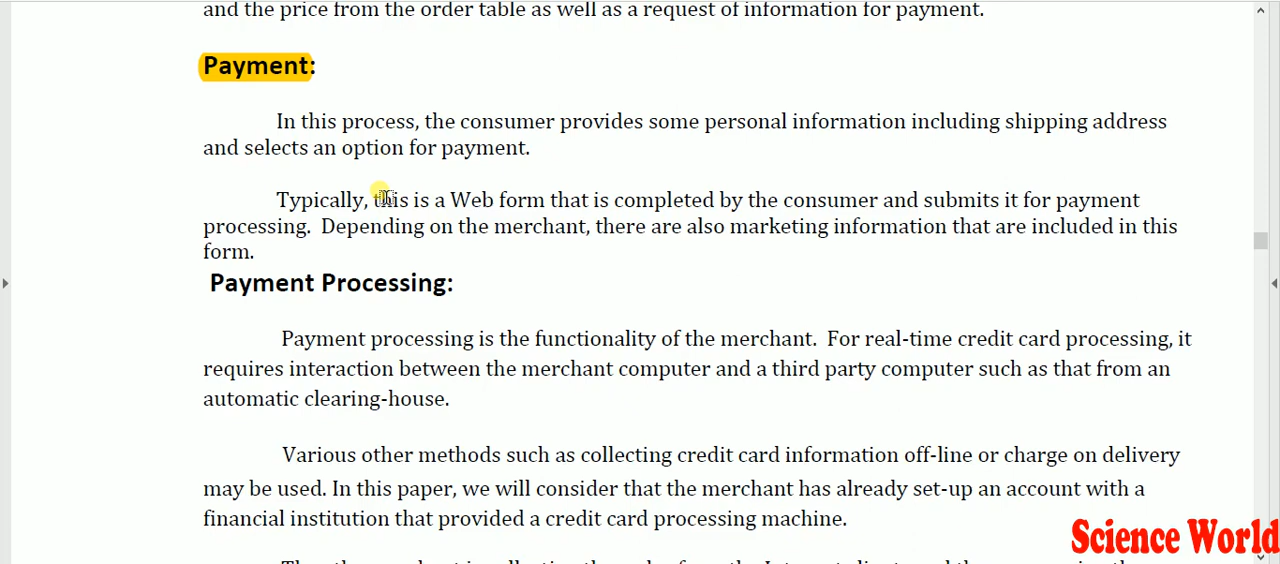 and the price from the order table as well as a request of information for payment.
Payment:
In this process, the consumer provides some personal information including shipping address
and selects an option for payment.
Typically, this is a Web form that is completed by the consumer and submits it for payment
processing.  Depending on the merchant, there are also marketing information that are included in this
form.
Payment Processing:
Payment processing is the functionality of the merchant.  For real-time credit card processing, it
requires interaction between the merchant computer and a third party computer such as that from an
automatic clearing-house.
Various other methods such as collecting credit card information off-line or charge on delivery
may be used. In this paper, we will consider that the merchant has already set-up an account with a
financial institution that provided a credit card processing machine.
Science World